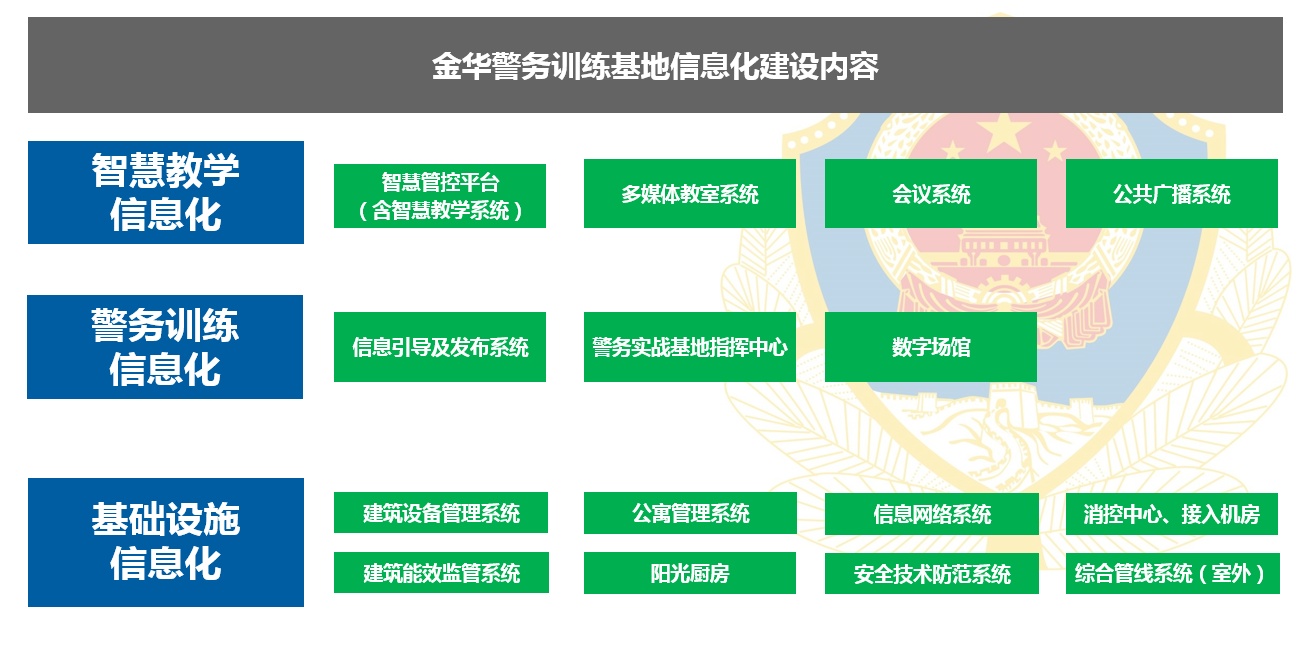 金华警务训练基地信息化建设内容
智慧教学
信息化
智慧管控平台
（含智慧教学系统）
多媒体教室系统
会议系统
公共广播系统
警务训练
信息化
信息引导及发布系统
警务实战基地指挥中心
数字场馆
基础设施
信息化
建筑设备管理系统
公寓管理系统
信息网络系统
消控中心、接入机房
建筑能效监管系统
阳光厨房
安全技术防范系统
综合管线系统（室外）